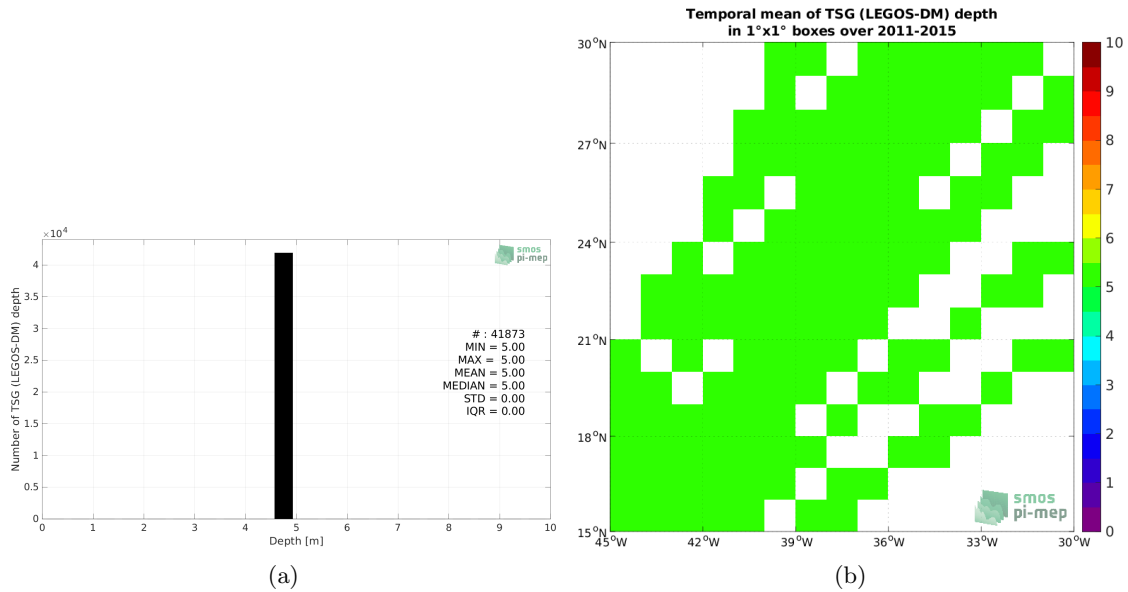 ×10⁴
4
3.5
3
2.5
2
1.5
1
0.5
0
0 1 2 3 4 5 6 7 8 9 10
Number of TSG (LEGOS-DM) depth
Depth [m]
smos
pi-mep
# : 41873
MIN = 5.00
MAX = 5.00
MEAN = 5.00
MEDIAN = 5.00
STD = 0.00
IQR = 0.00
(a)
Temporal mean of TSG (LEGOS-DM) depth
in 1°x1° boxes over 2011-2015
30°N
27°N
24°N
21°N
18°N
15°N
45°W 42°W 39°W 36°W 33°W 30°W
smos
pi-mep
10
9
8
7
6
5
4
3
2
1
0
(b)